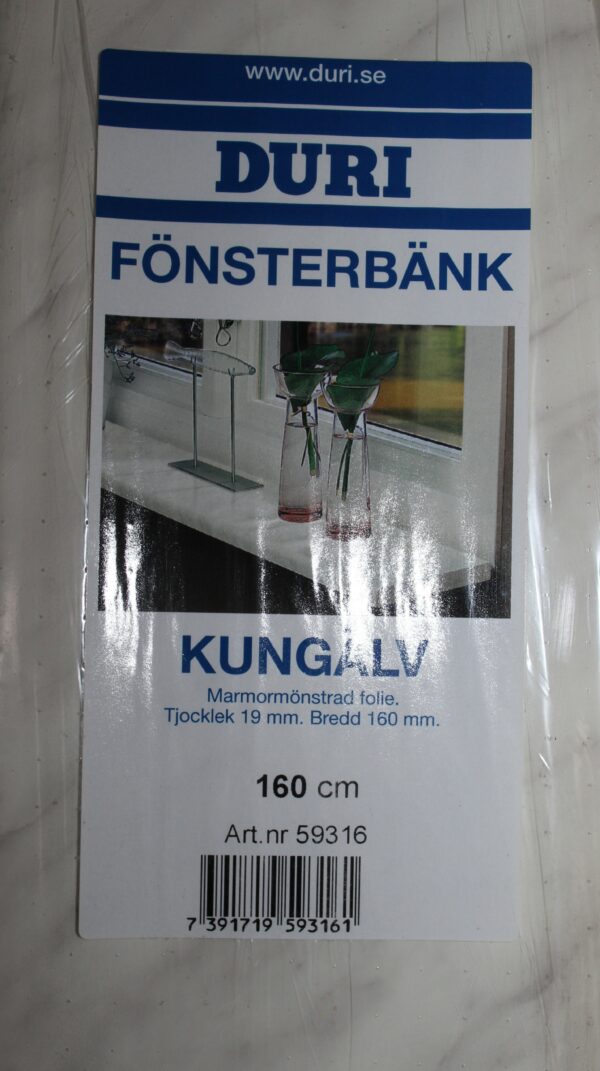 www.duri.se
DURI
FÖNSTERBÄNK
KUNGÄLV
Marmormönstrad folie.
Tjocklek 19 mm. Bredd 160 mm.
160 cm
Art.nr 59316
7 391719 593161